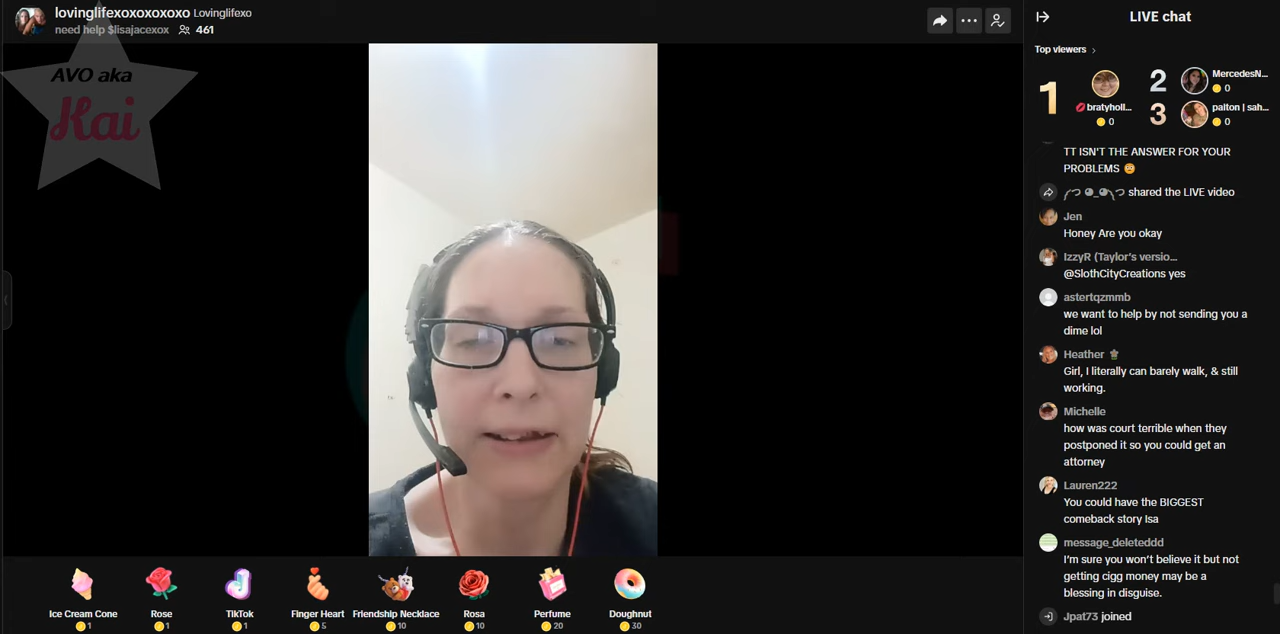 lovinglifexoxoxoxoxo Lovinglifexo
need help $lisajacexox 461
AVO aka
Kai
LIVE chat
Top viewers
1
bratyholl...
0
2
MercedesN...
0
3
paiton | sah...
0
TT ISN'T THE ANSWER FOR YOUR
PROBLEMS
shared the LIVE video
Jen
Honey Are you okay
IzzyR (Taylor's versio...
@SlothCityCreations yes
astertqzmmb
we want to help by not sending you a
dime lol
Heather
Girl, I literally can barely walk, & still
working.
Michelle
how was court terrible when they
postponed it so you could get an
attorney
Lauren222
You could have the BIGGEST
comeback story lsa
message_deleteddd
I'm sure you won't believe it but not
getting cigg money may be a
blessing in disguise.
Jpat73 joined
Ice Cream Cone
1
Rose
1
TikTok
1
Finger Heart
5
Friendship Necklace
10
Rosa
10
Perfume
20
Doughnut
30